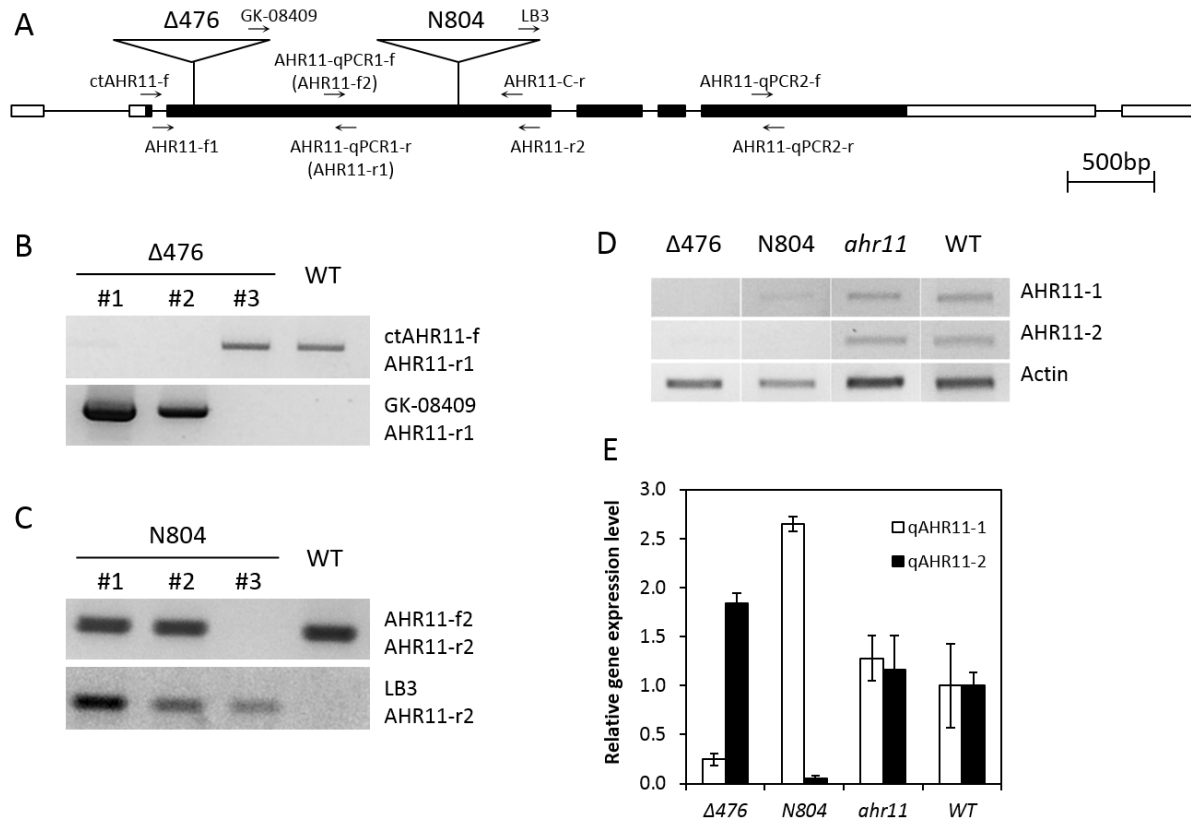 A
Δ476
GK-08409
N804
LB3
ctAHR11-f
AHR11-qPCR1-f
(AHR11-f2)
AHR11-C-r
AHR11-qPCR2-f
AHR11-f1
AHR11-qPCR1-r
(AHR11-r1)
AHR11-r2
AHR11-qPCR2-r
500bp
B
Δ476
WT
#1 #2 #3
ctAHR11-f
AHR11-r1
GK-08409
AHR11-r1
C
N804
WT
#1 #2 #3
AHR11-f2
AHR11-r2
LB3
AHR11-r2
D
Δ476 N804 ahr11 WT
AHR11-1
AHR11-2
Actin
E
Relative gene expression level
3.0
2.5
2.0
1.5
1.0
0.5
0.0
qAHR11-1
qAHR11-2
Δ476 N804 ahr11 WT